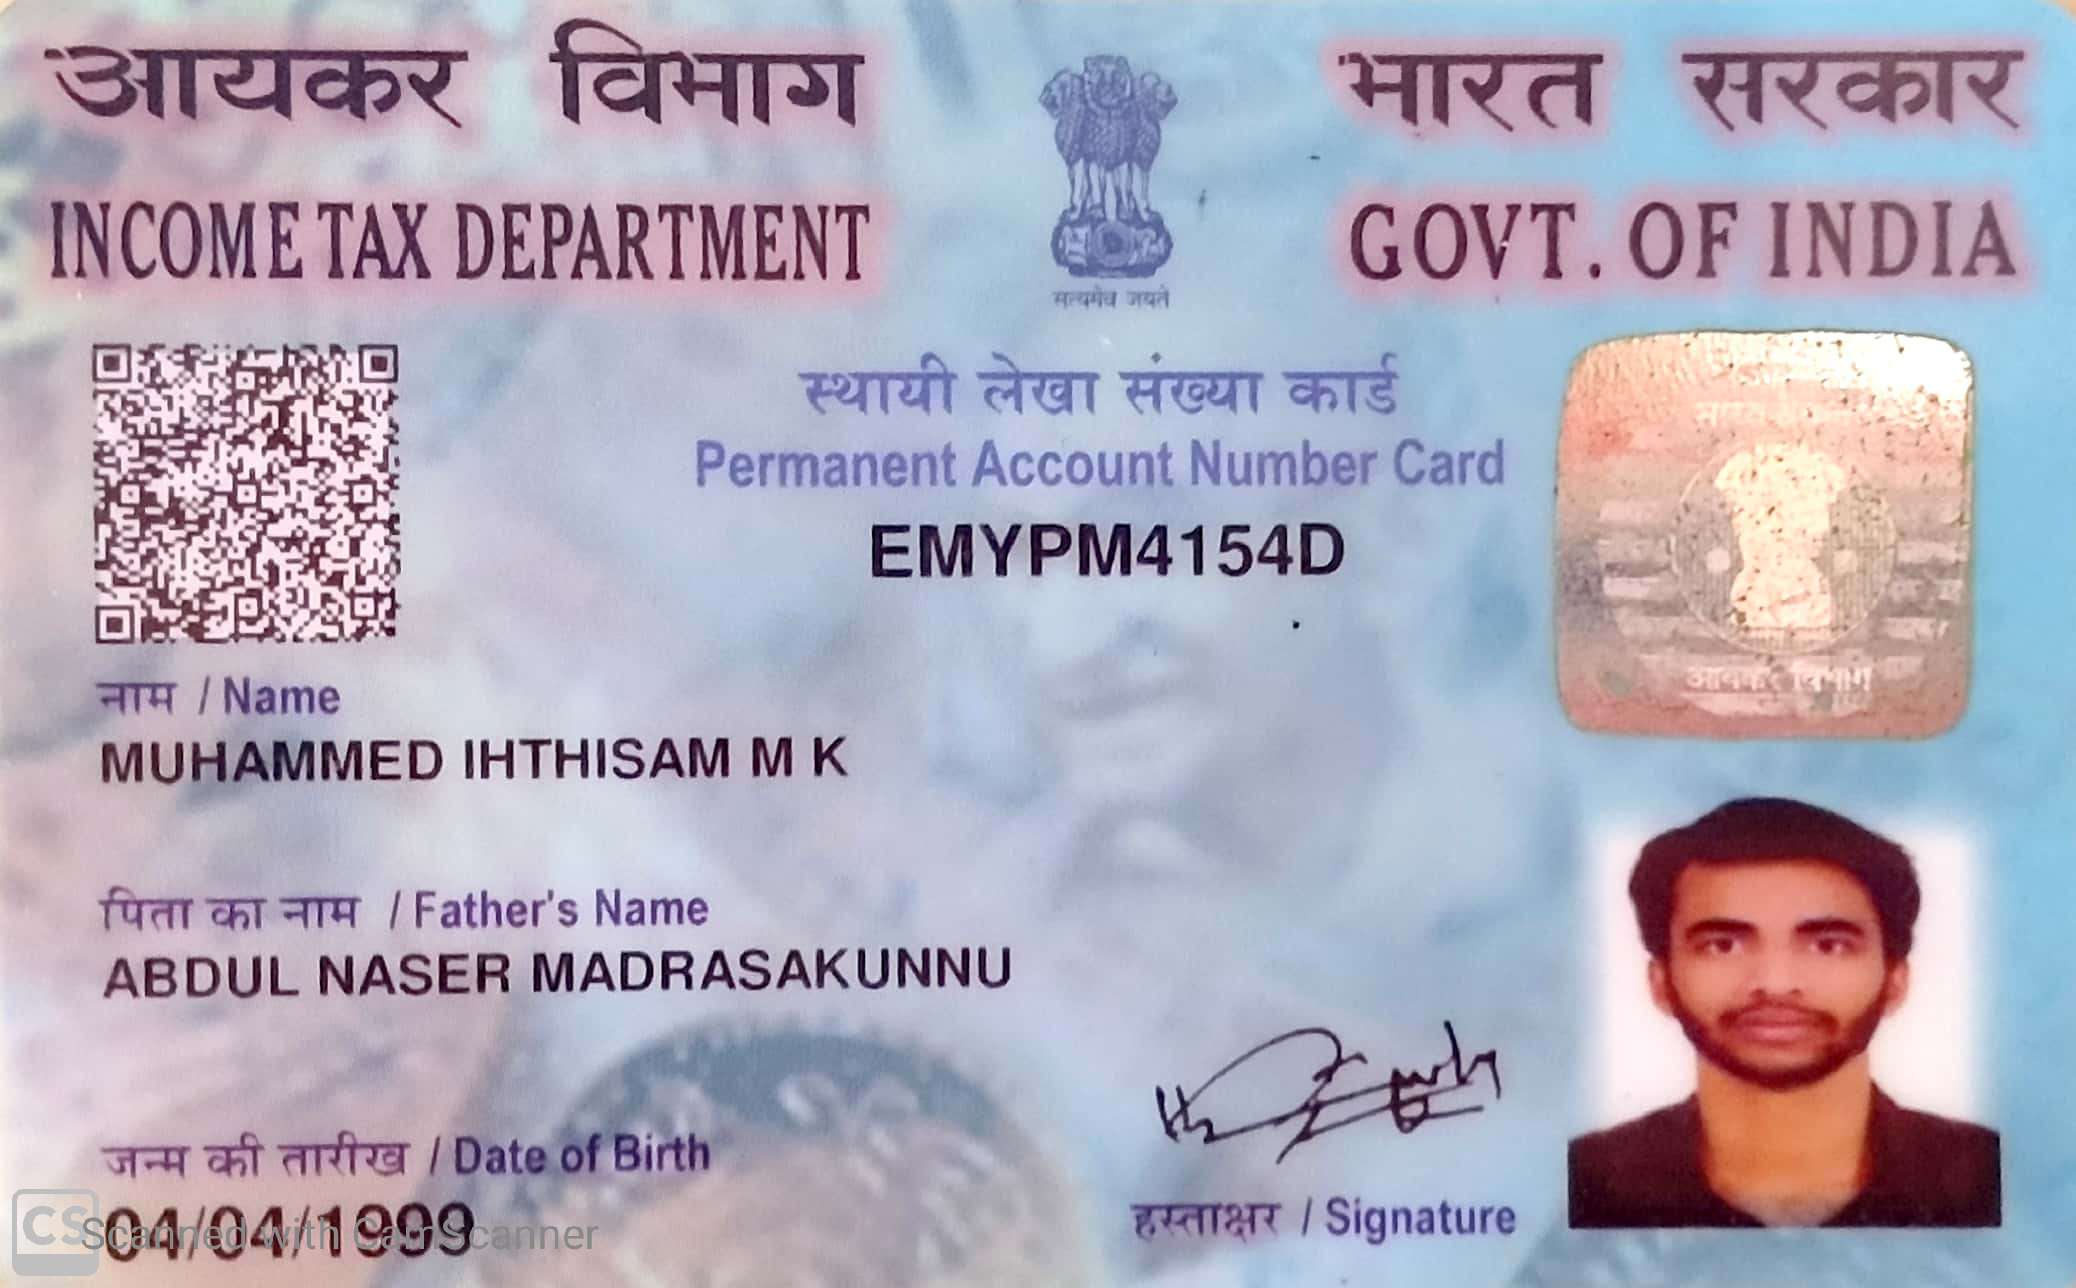 आयकर विभाग
INCOME TAX DEPARTMENT
सत्यमेव जयते
भारत सरकार
GOVT. OF INDIA
स्थायी लेखा संख्या कार्ड
Permanent Account Number Card
EMYPM4154D
भारत
आयकर विभाग
नाम / Name
MUHAMMED IHTHISAM M K
पिता का नाम / Father's Name
ABDUL NASER MADRASAKUNNU
जन्म की तारीख / Date of Birth
04/04/1999
हस्ताक्षर / Signature
CS Scanned with CamScanner